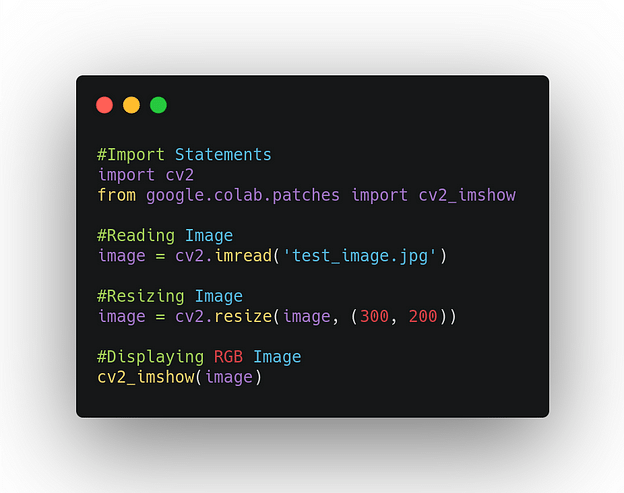 #Import Statements
import cv2
from google.colab.patches import cv2_imshow
#Reading Image
image = cv2.imread('test_image.jpg')
#Resizing Image
image = cv2.resize(image, (300, 200))
#Displaying RGB Image
cv2_imshow(image)